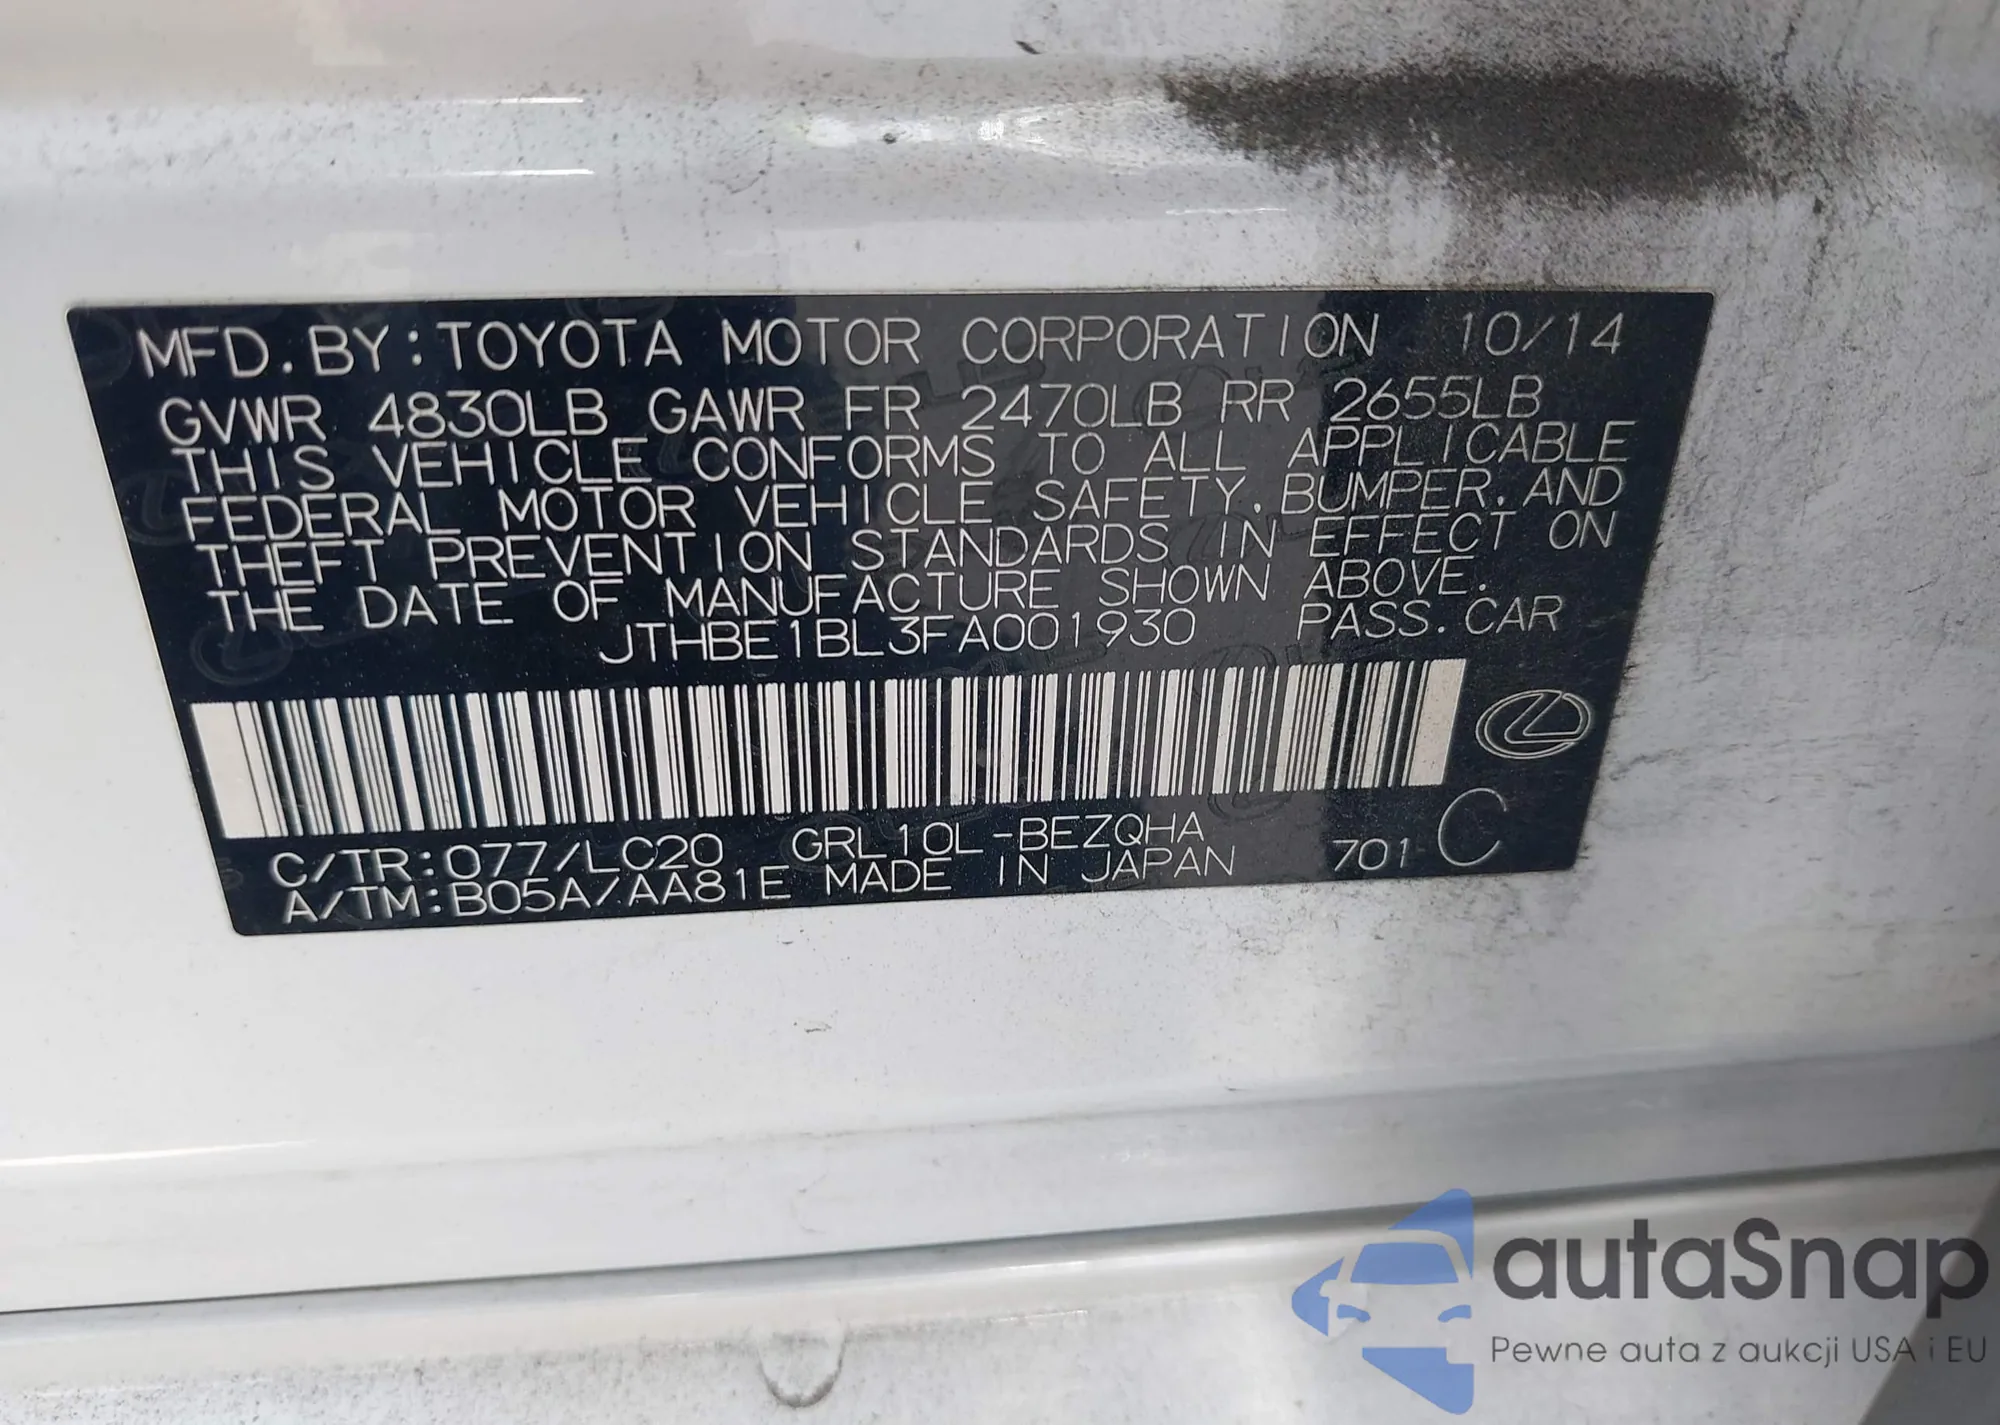 MFD. BY: TOYOTA MOTOR CORPORATION 10/14
GVWR 4830LB GAWR FR 2470LB RR 2655LB
THIS VEHICLE CONFORMS TO ALL APPLICABLE
FEDERAL MOTOR VEHICLE SAFETY, BUMPER, AND
THEFT PREVENTION STANDARDS IN EFFECT ON
THE DATE OF MANUFACTURE SHOWN ABOVE.
JTHBE1BL3FA001930 PASS. CAR
C/TR:077/LC20 GRL10L-BEZQHA
A/TM:B05A/AA81E MADE IN JAPAN 701 C
autaSnap
Pewne auta z aukcji USA i EU